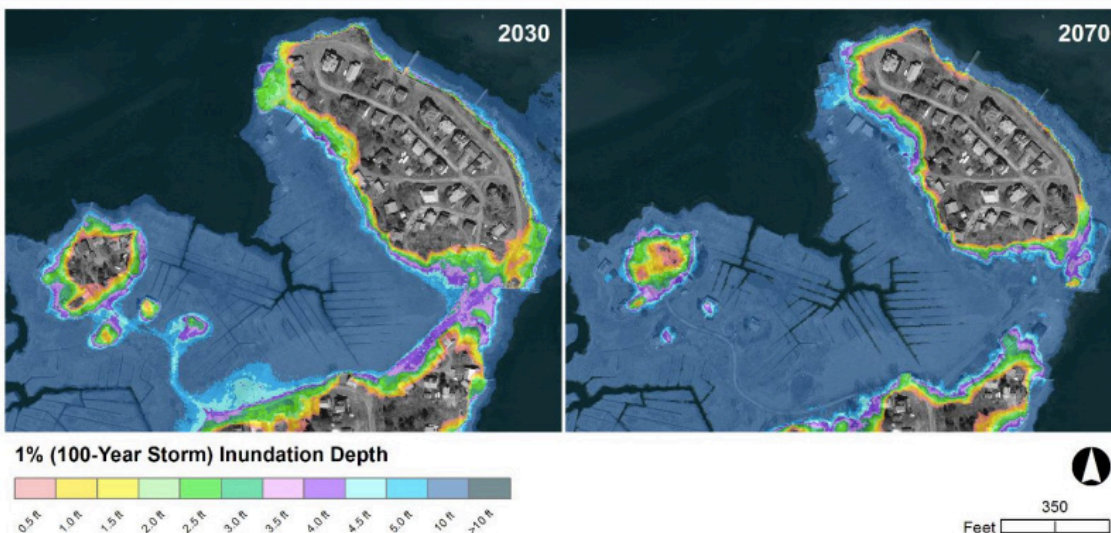 2030
2070
1% (100-Year Storm) Inundation Depth
0.5 ft 1.0 ft 1.5 ft 2.0 ft 2.5 ft 3.0 ft 3.5 ft 4.0 ft 4.5 ft 5.0 ft 10 ft >10 ft
350
Feet